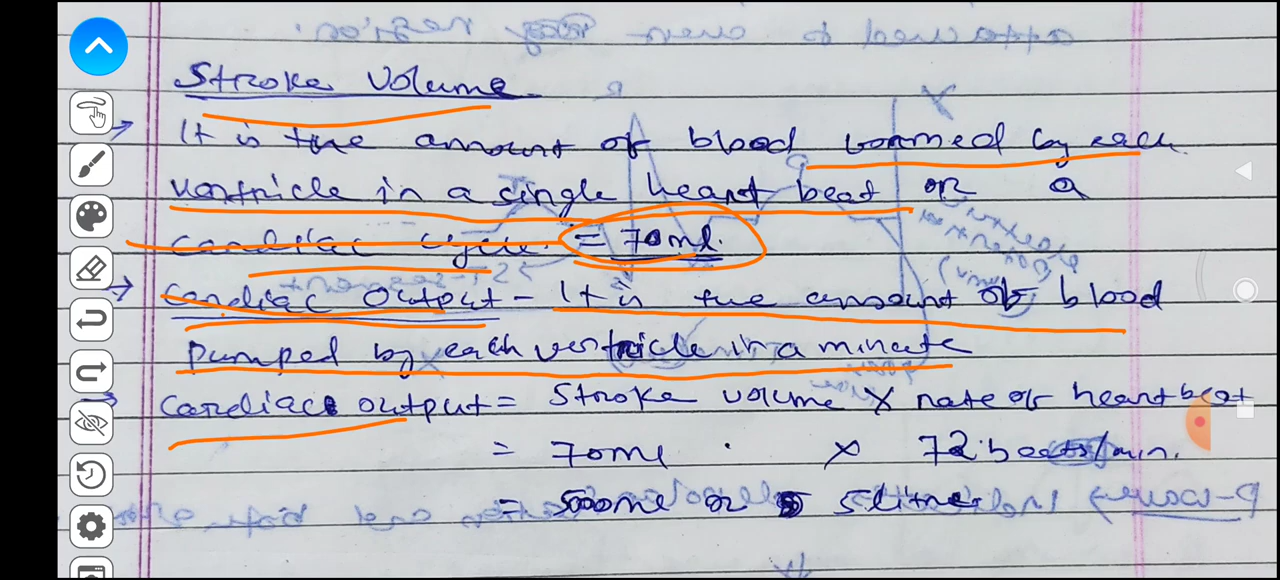 Stroke volume
It is the amount of blood by each
ventricle in a single heart beat or a
cardiac cycle. = 70ml.
Cardiac Output - It is the amount of blood
pumped by each ventricle in a minute
Cardiac output = Stroke volume X rate of heart beat
= 70ml X 72 beats/min.
= 5000ml or 5 litre